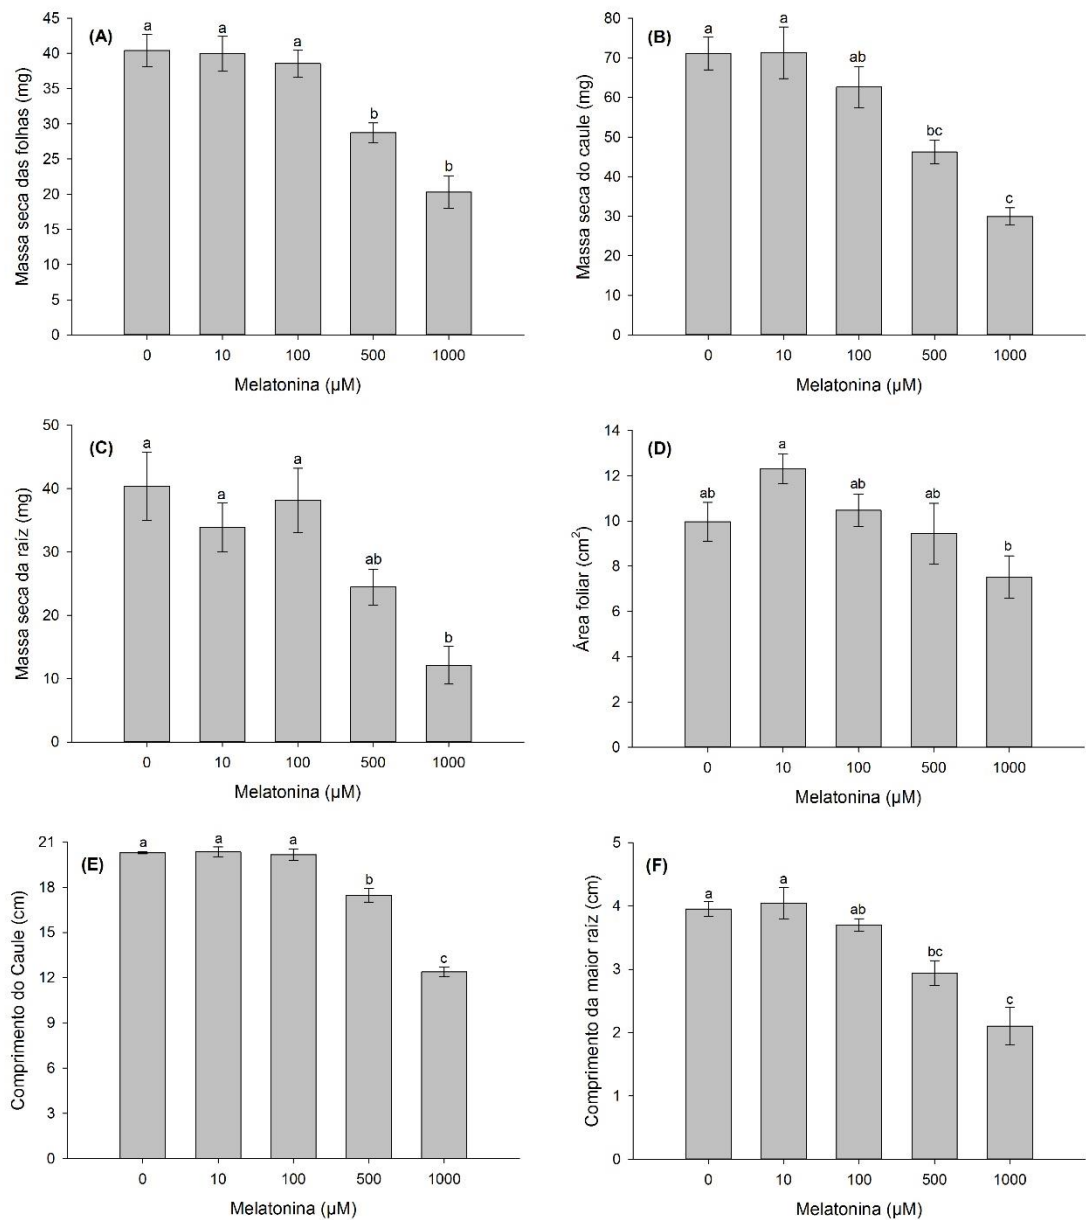 (A)
Massa seca das folhas (mg)
45
40
35
30
25
20
15
10
5
0
a
a
a
b
b
0 10 100 500 1000
Melatonina (µM)
(B)
Massa seca do caule (mg)
80
70
60
50
40
30
20
10
0
a
a
ab
bc
c
0 10 100 500 1000
Melatonina (µM)
(C)
Massa seca da raíz (mg)
50
40
30
20
10
0
a
a
a
ab
b
0 10 100 500 1000
Melatonina (µM)
(D)
Área foliar (cm²)
14
12
10
8
6
4
2
0
ab
a
ab
ab
b
0 10 100 500 1000
Melatonina (µM)
(E)
Comprimento do Caule (cm)
21
18
15
12
9
6
3
0
a
a
a
b
c
0 10 100 500 1000
Melatonina (µM)
(F)
Comprimento da maior raíz (cm)
5
4
3
2
1
0
a
a
ab
bc
c
0 10 100 500 1000
Melatonina (µM)